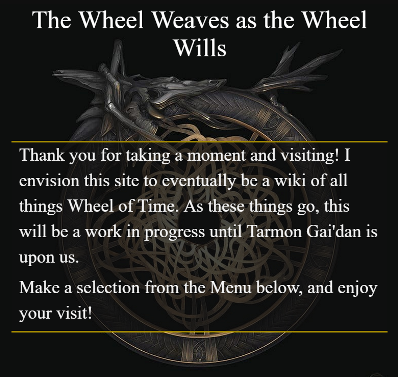 The Wheel Weaves as the Wheel
Wills
Thank you for taking a moment and visiting! I
envision this site to eventually be a wiki of all
things Wheel of Time. As these things go, this
will be a work in progress until Tarmon Gai'dan is
upon us.
Make a selection from the Menu below, and enjoy
your visit!